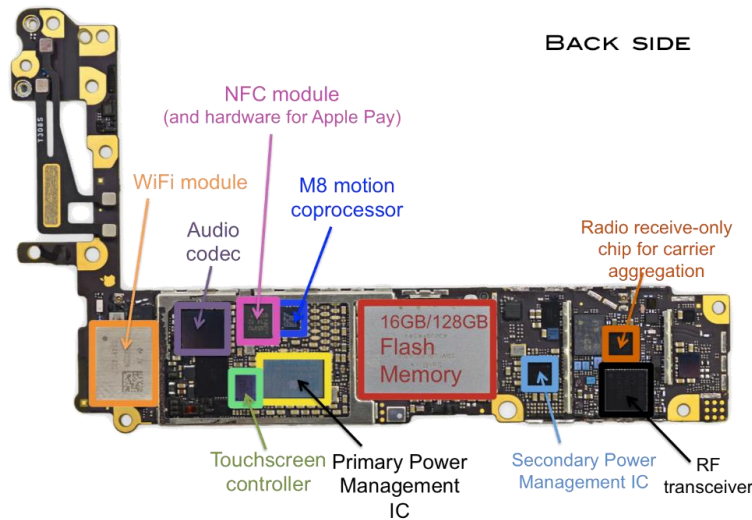 BACK SIDE
NFC module
(and hardware for Apple Pay)
WiFi module
M8 motion
coprocessor
Audio
codec
Radio receive-only
chip for carrier
aggregation
T308S
16GB/128GB
Flash
Memory
Touchscreen
controller
Primary Power
Management
IC
Secondary Power
Management IC
RF
transceiver